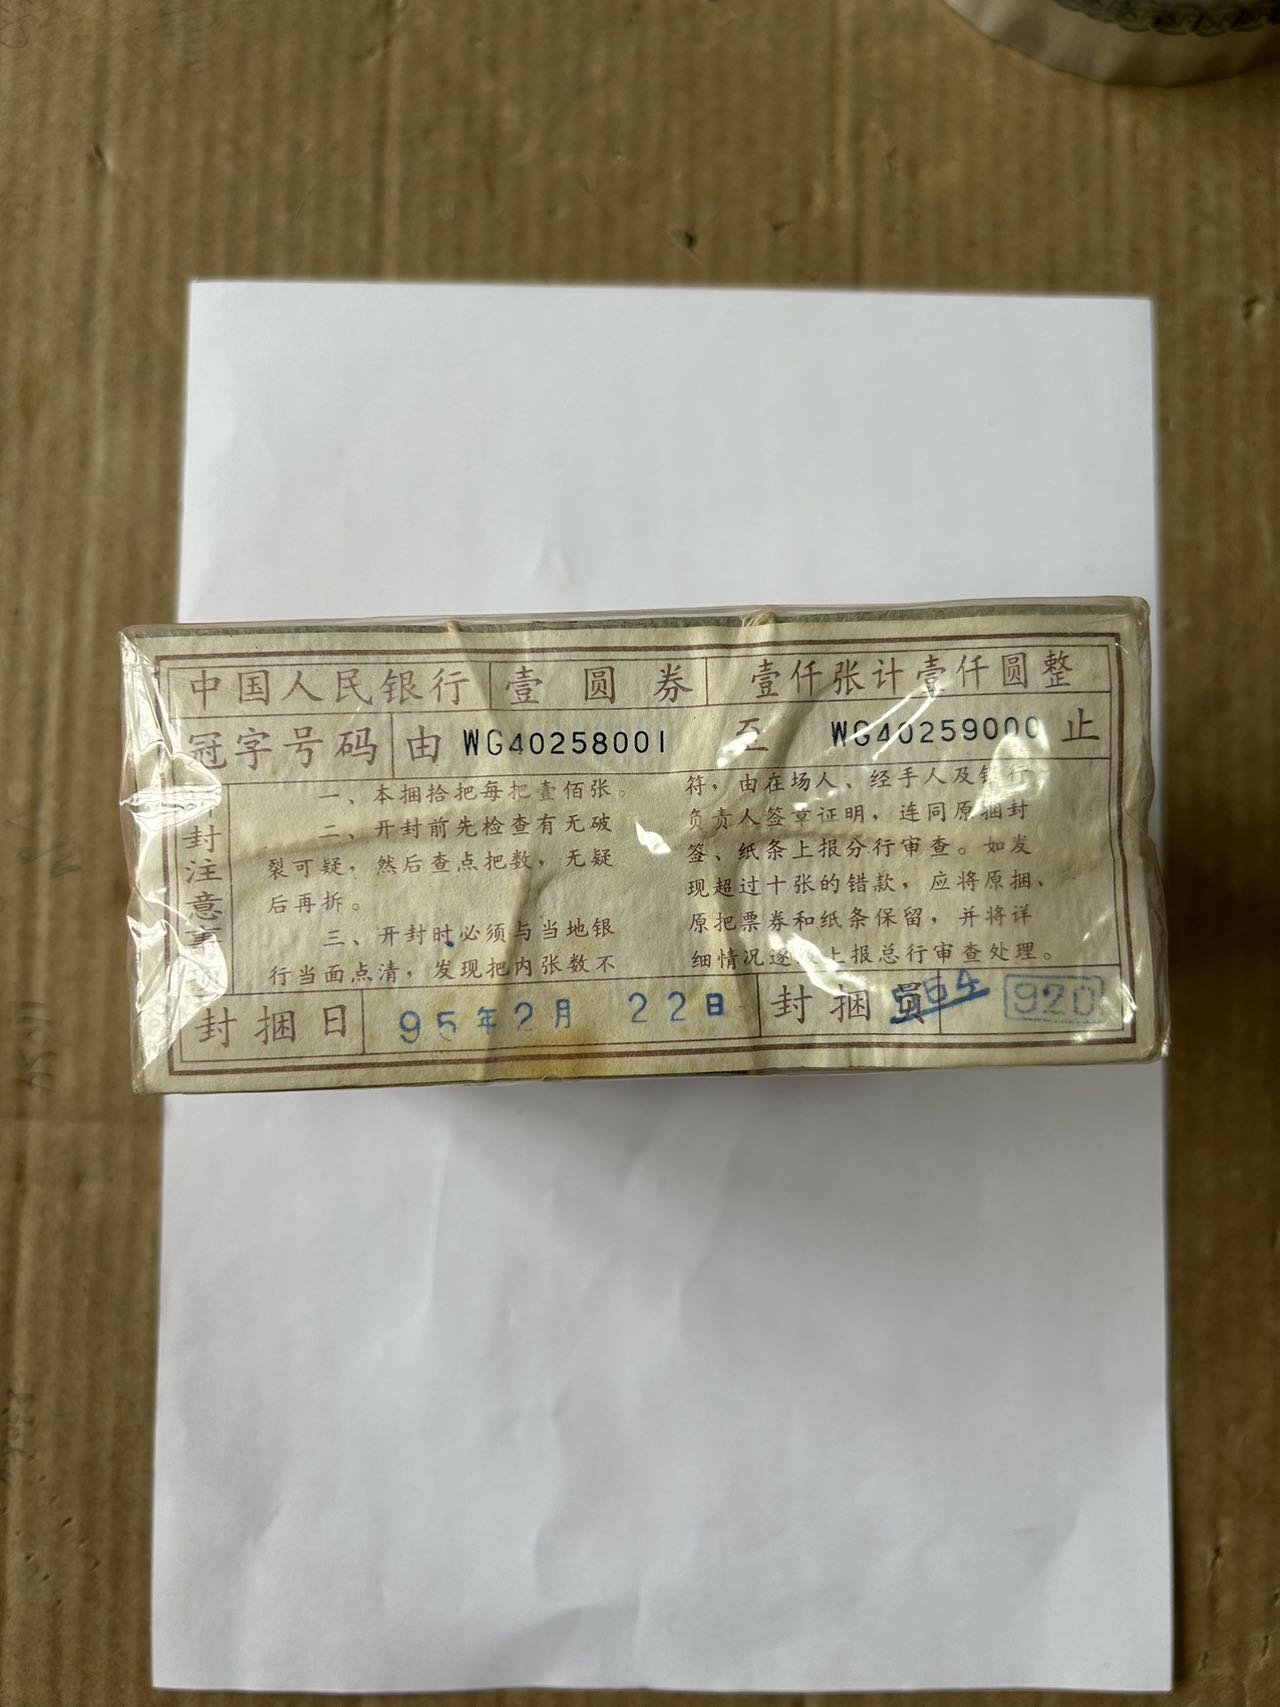 中国人民银行 壹圆券 壹仟张计壹仟圆整
冠字号码 由 WG40258001 至 WG40259000 止
开封注意事项
一、本捆拾把每把壹佰张。
二、开封前先检查有无破
裂可疑，然后查点把数，无疑
后再拆。
三、开封时必须与当地银
行当面点清，发现把内张数不
符，由在场人、经手人及银行
负责人签章证明，连同原捆封
签、纸条上报分行审查。如发
现超过十张的错款，应将原捆、
原把票券和纸条保留，并将详
细情况逐级上报总行审查处理。
封捆日 95年2月 22日 封捆员 920